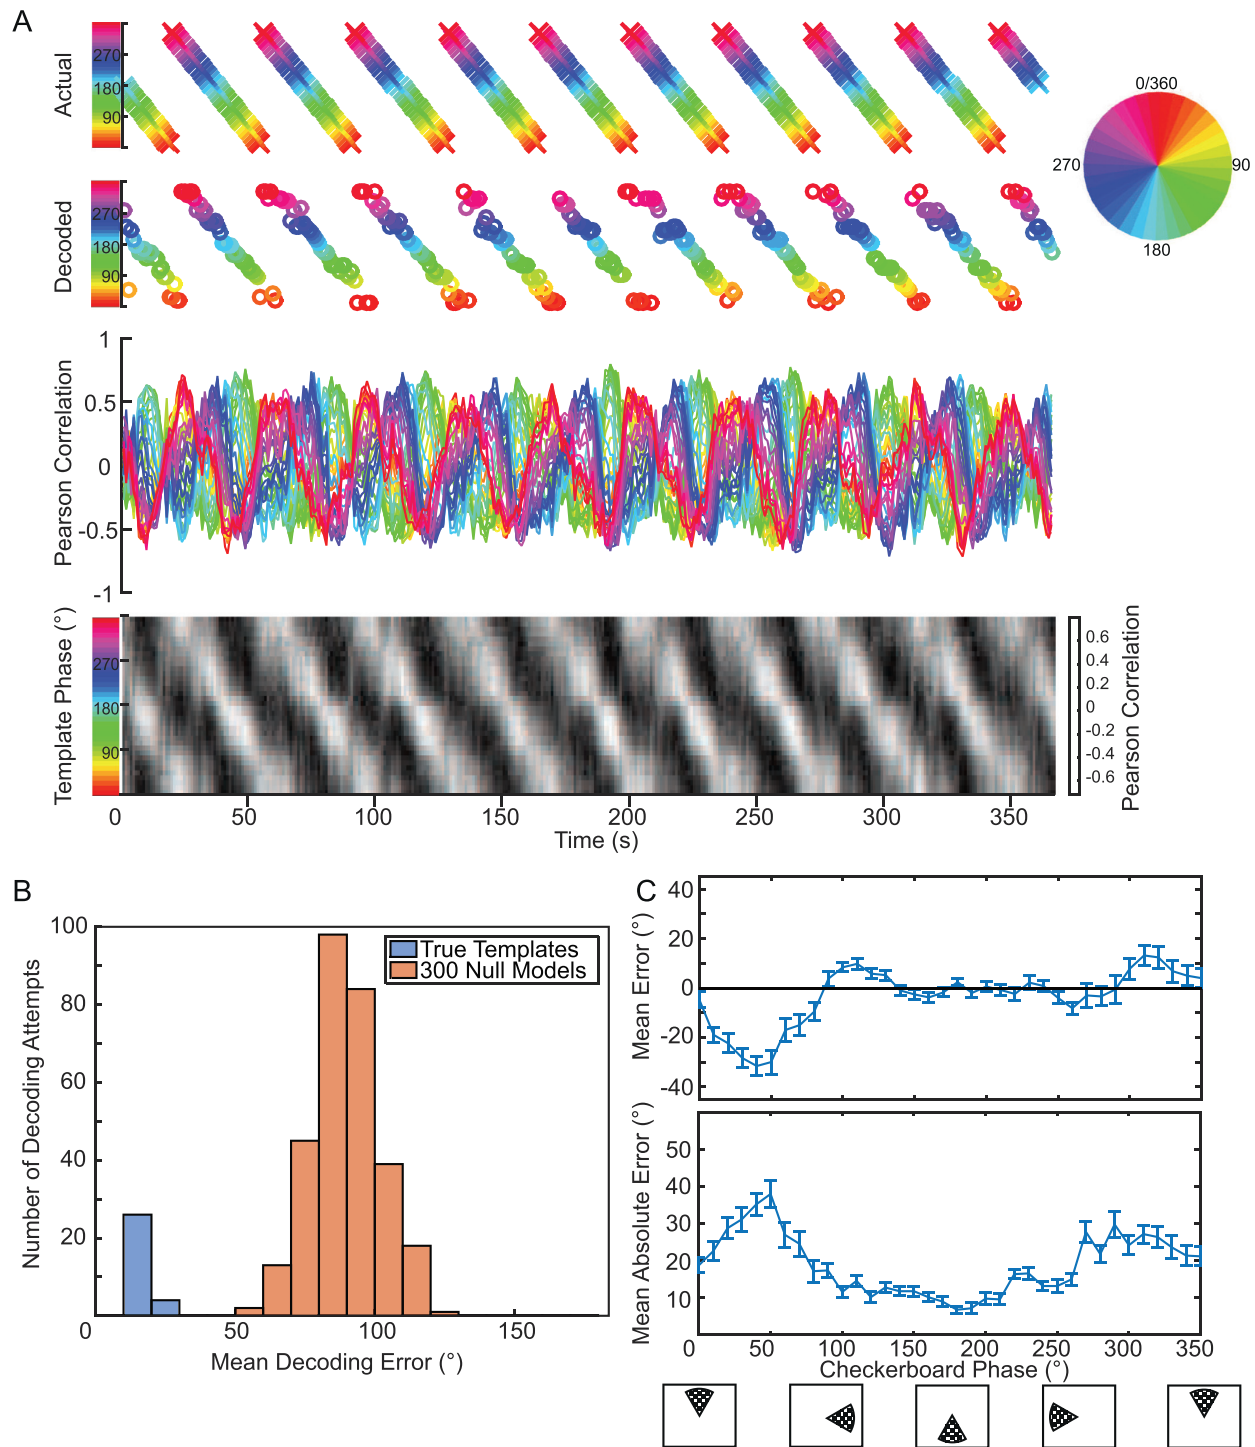 A
Actual
270
180
90
0/360
270
90
180
Decoded
270
180
90
Pearson Correlation
1
0.5
0
-0.5
-1
Template Phase (°)
270
180
90
0.6
0.4
0.2
0
-0.2
-0.4
-0.6
Pearson Correlation
0 50 100 150 200 250 300 350
Time (s)
B
Number of Decoding Attempts
100
80
60
40
20
True Templates
300 Null Models
0 50 100 150
Mean Decoding Error (°)
C
Mean Error (°)
40
20
0
-20
-40
Mean Absolute Error (°)
50
40
30
20
10
0 50 100 150 200 250 300 350
Checkerboard Phase (°)